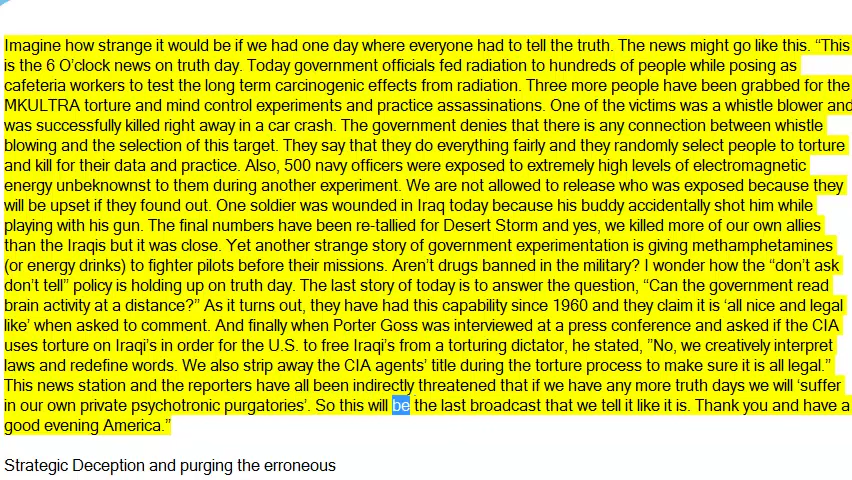 Imagine how strange it would be if we had one day where everyone had to tell the truth. The news might go like this. “This
is the 6 O’clock news on truth day. Today government officials fed radiation to hundreds of people while posing as
cafeteria workers to test the long term carcinogenic effects from radiation. Three more people have been grabbed for the
MKULTRA torture and mind control experiments and practice assassinations. One of the victims was a whistle blower and
was successfully killed right away in a car crash. The government denies that there is any connection between whistle
blowing and the selection of this target. They say that they do everything fairly and they randomly select people to torture
and kill for their data and practice. Also, 500 navy officers were exposed to extremely high levels of electromagnetic
energy unbeknownst to them during another experiment. We are not allowed to release who was exposed because they
will be upset if they found out. One soldier was wounded in Iraq today because his buddy accidentally shot him while
playing with his gun. The final numbers have been re-tallied for Desert Storm and yes, we killed more of our own allies
than the Iraqis but it was close. Yet another strange story of government experimentation is giving methamphetamines
(or energy drinks) to fighter pilots before their missions. Aren’t drugs banned in the military? I wonder how the “don’t ask
don’t tell” policy is holding up on truth day. The last story of today is to answer the question, “Can the government read
brain activity at a distance?” As it turns out, they have had this capability since 1960 and they claim it is ‘all nice and legal
like’ when asked to comment. And finally when Porter Goss was interviewed at a press conference and asked if the CIA
uses torture on Iraqi’s in order for the U.S. to free Iraqi’s from a torturing dictator, he stated, ”No, we creatively interpret
laws and redefine words. We also strip away the CIA agents’ title during the torture process to make sure it is all legal.”
This news station and the reporters have all been indirectly threatened that if we have any more truth days we will ‘suffer
in our own private psychotronic purgatories’. So this will be the last broadcast that we tell it like it is. Thank you and have a
good evening America.”
Strategic Deception and purging the erroneous